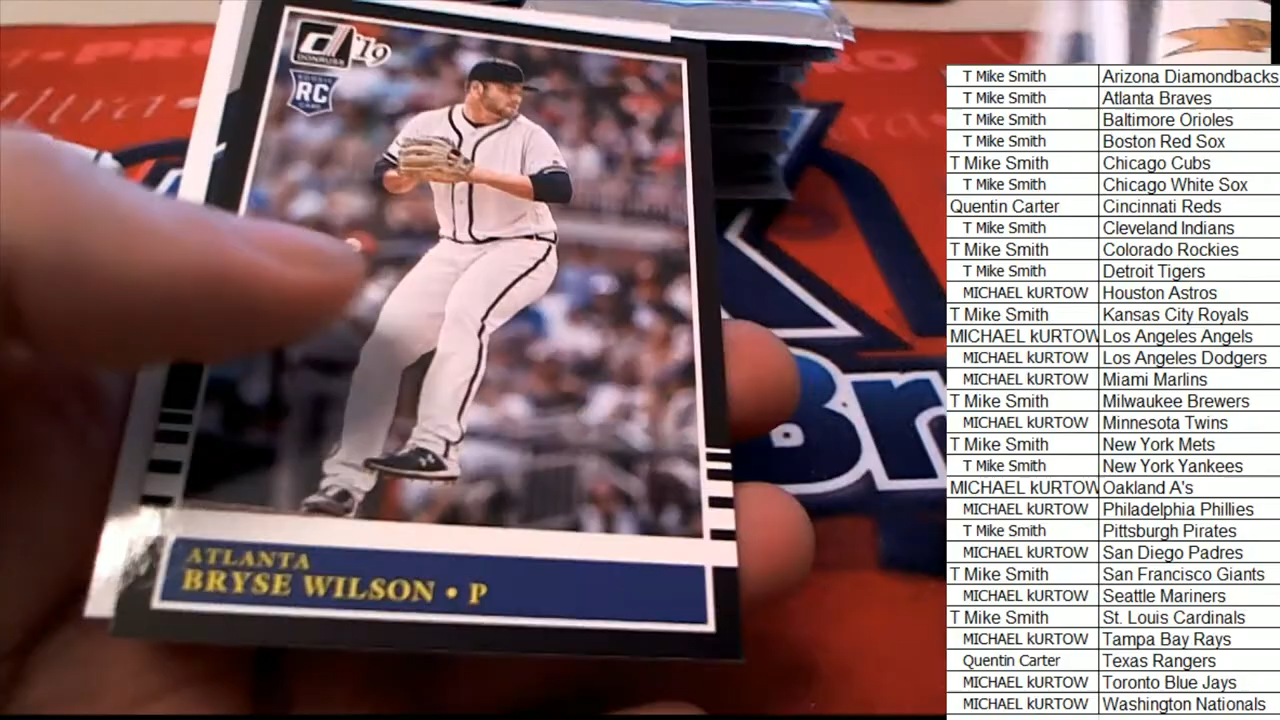 DONRUSS
'19
ROOKIE
RC
CARD
ATLANTA
BRYSE WILSON • P
Br
T Mike Smith Arizona Diamondbacks
T Mike Smith Atlanta Braves
T Mike Smith Baltimore Orioles
T Mike Smith Boston Red Sox
T Mike Smith Chicago Cubs
T Mike Smith Chicago White Sox
Quentin Carter Cincinnati Reds
T Mike Smith Cleveland Indians
T Mike Smith Colorado Rockies
T Mike Smith Detroit Tigers
MICHAEL kURTOW Houston Astros
T Mike Smith Kansas City Royals
MICHAEL kURTOW Los Angeles Angels
MICHAEL kURTOW Los Angeles Dodgers
MICHAEL kURTOW Miami Marlins
T Mike Smith Milwaukee Brewers
MICHAEL kURTOW Minnesota Twins
T Mike Smith New York Mets
T Mike Smith New York Yankees
MICHAEL kURTOW Oakland A's
MICHAEL kURTOW Philadelphia Phillies
T Mike Smith Pittsburgh Pirates
MICHAEL kURTOW San Diego Padres
T Mike Smith San Francisco Giants
MICHAEL kURTOW Seattle Mariners
T Mike Smith St. Louis Cardinals
MICHAEL kURTOW Tampa Bay Rays
Quentin Carter Texas Rangers
MICHAEL kURTOW Toronto Blue Jays
MICHAEL kURTOW Washington Nationals